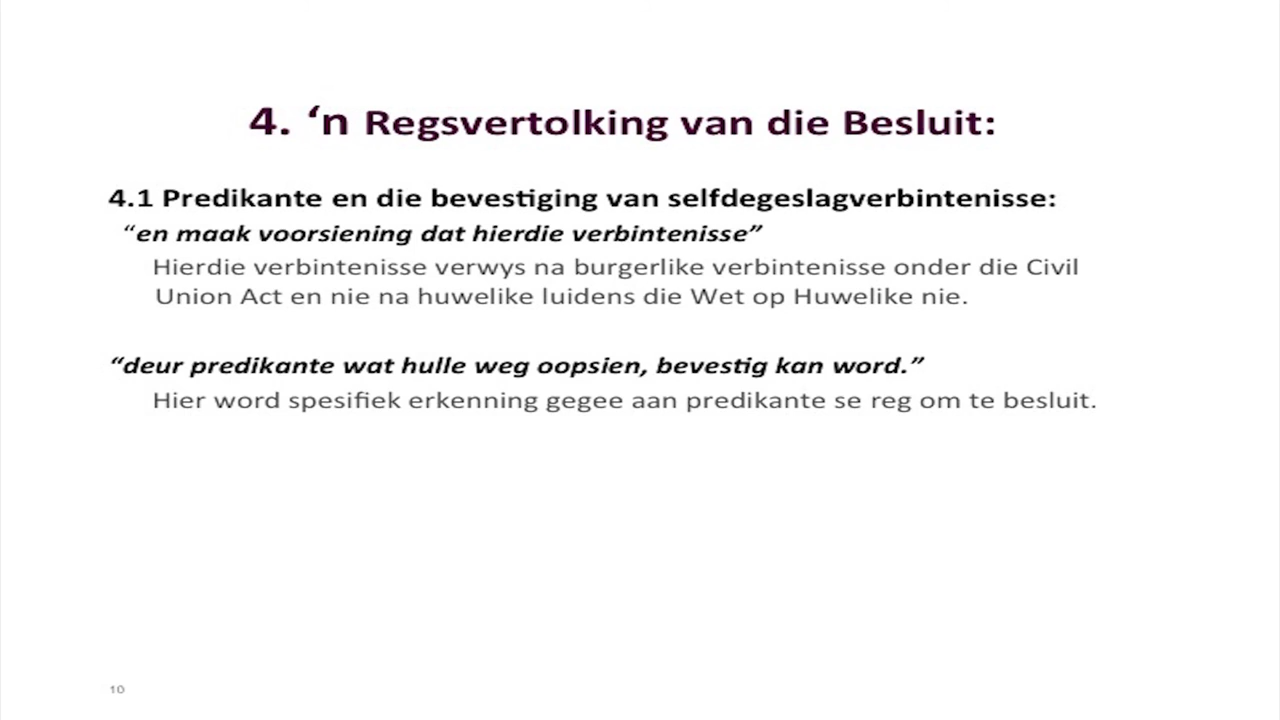 4. ‘n Regsvertolking van die Besluit:
4.1 Predikante en die bevestiging van selfdegeslagverbintenisse:
“en maak voorsiening dat hierdie verbintenisse”
Hierdie verbintenisse verwys na burgerlike verbintenisse onder die Civil
Union Act en nie na huwelike luidens die Wet op Huwelike nie.
“deur predikante wat hulle weg oopsien, bevestig kan word.”
Hier word spesifiek erkenning gegee aan predikante se reg om te besluit.
10